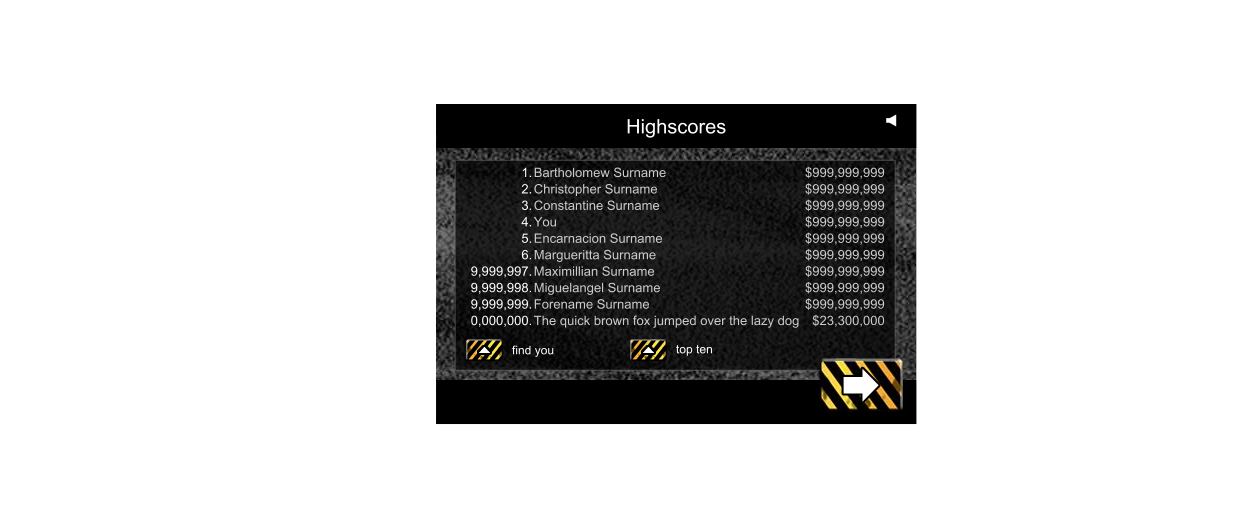 Highscores
1. Bartholomew Surname $999,999,999
2. Christopher Surname $999,999,999
3. Constantine Surname $999,999,999
4. You $999,999,999
5. Encarnacion Surname $999,999,999
6. Margueritta Surname $999,999,999
9,999,997. Maximillian Surname $999,999,999
9,999,998. Miguelangel Surname $999,999,999
9,999,999. Forename Surname $999,999,999
0,000,000. The quick brown fox jumped over the lazy dog $23,300,000
find you top ten